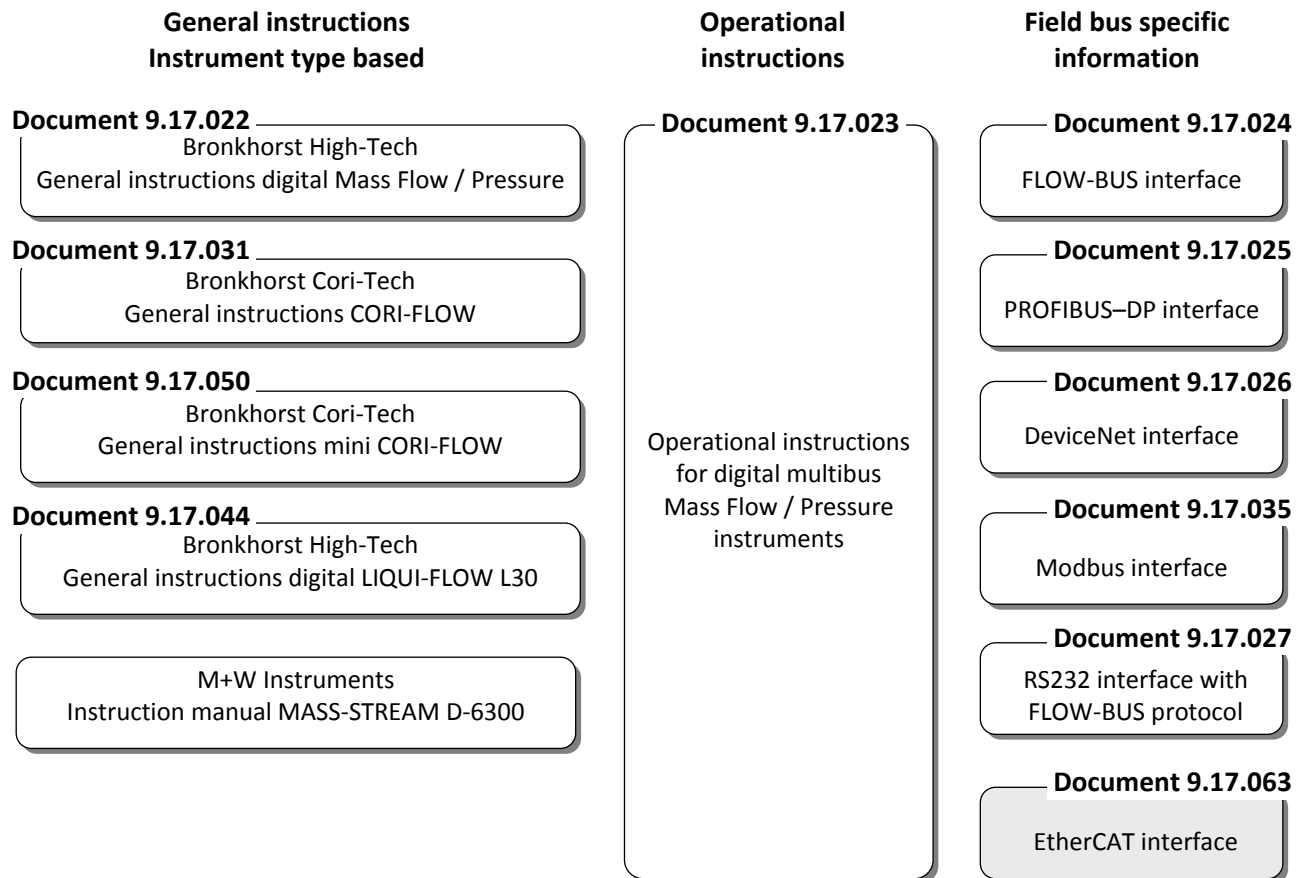 General instructions
Instrument type based
Document 9.17.022
Bronkhorst High-Tech
General instructions digital Mass Flow / Pressure
Document 9.17.031
Bronkhorst Cori-Tech
General instructions CORI-FLOW
Document 9.17.050
Bronkhorst Cori-Tech
General instructions mini CORI-FLOW
Document 9.17.044
Bronkhorst High-Tech
General instructions digital LIQUI-FLOW L30
M+W Instruments
Instruction manual MASS-STREAM D-6300
Operational
instructions
Document 9.17.023
Operational instructions
for digital multibus
Mass Flow / Pressure
instruments
Field bus specific
information
Document 9.17.024
FLOW-BUS interface
Document 9.17.025
PROFIBUS–DP interface
Document 9.17.026
DeviceNet interface
Document 9.17.035
Modbus interface
Document 9.17.027
RS232 interface with
FLOW-BUS protocol
Document 9.17.063
EtherCAT interface